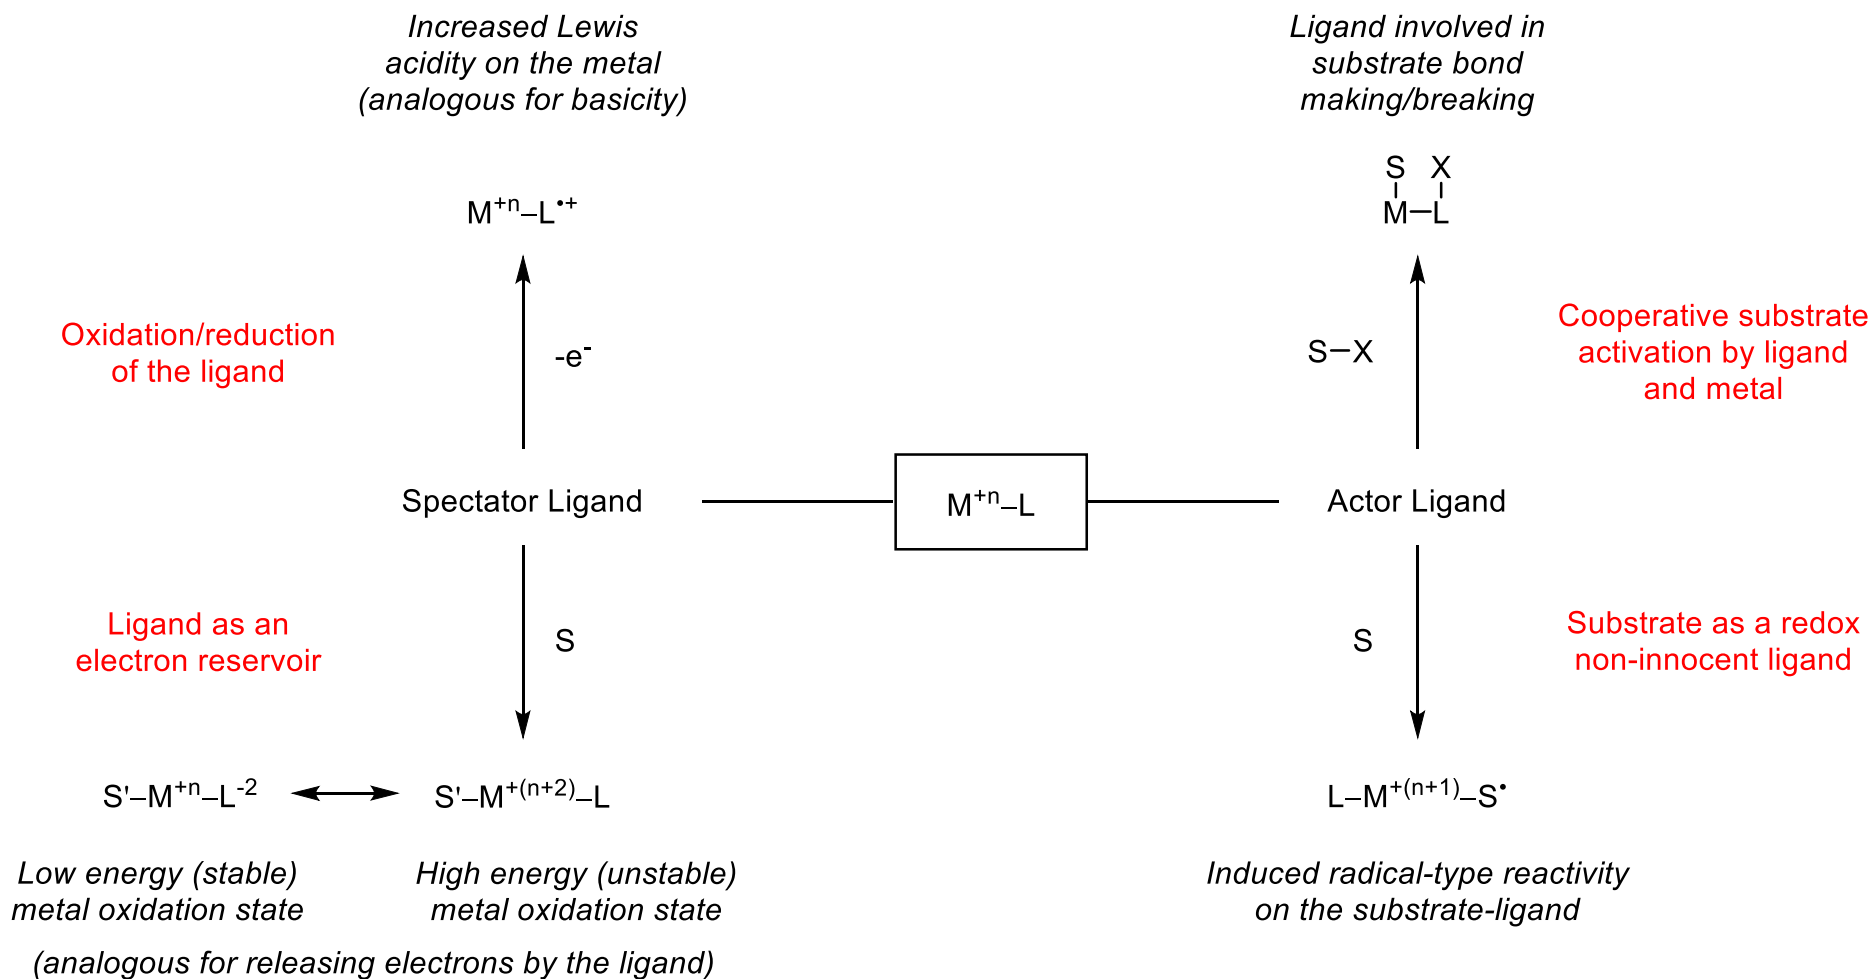 Increased Lewis
acidity on the metal
(analogous for basicity)
M⁺ⁿ–L•⁺
Oxidation/reduction
of the ligand
-e⁻
Ligand involved in
substrate bond
making/breaking
S X
M–L
S–X
Cooperative substrate
activation by ligand
and metal
Spectator Ligand
M⁺ⁿ–L
Actor Ligand
Ligand as an
electron reservoir
S
S'–M⁺ⁿ–L⁻²
S'–M⁺⁽ⁿ⁺²⁾–L
Low energy (stable)
metal oxidation state
High energy (unstable)
metal oxidation state
(analogous for releasing electrons by the ligand)
S
Substrate as a redox
non-innocent ligand
L–M⁺⁽ⁿ⁺¹⁾–S•
Induced radical-type reactivity
on the substrate-ligand